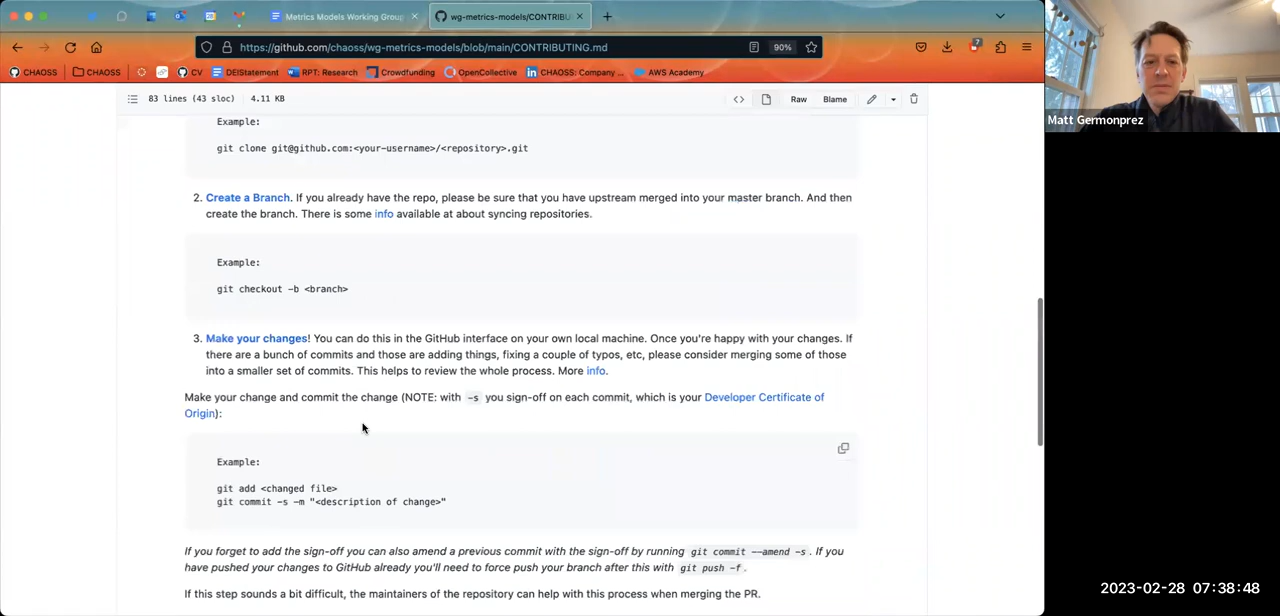 Metrics Models Working Group
wg-metrics-models/CONTRIBU
https://github.com/chaoss/wg-metrics-models/blob/main/CONTRIBUTING.md
90%
7
CHAOSS
CHAOSS
CV
DEIStatement
RPT: Research
Crowdfunding
OpenCollective
CHAOSS: Company ...
AWS Academy
83 lines (43 sloc)
4.11 KB
Raw
Blame
Example:
git clone git@github.com:<your-username>/<repository>.git
2. Create a Branch. If you already have the repo, please be sure that you have upstream merged into your master branch. And then
create the branch. There is some info available at about syncing repositories.
Example:
git checkout -b <branch>
3. Make your changes! You can do this in the GitHub interface on your own local machine. Once you're happy with your changes. If
there are a bunch of commits and those are adding things, fixing a couple of typos, etc, please consider merging some of those
into a smaller set of commits. This helps to review the whole process. More info.
Make your change and commit the change (NOTE: with -s you sign-off on each commit, which is your Developer Certificate of
Origin):
Example:
git add <changed file>
git commit -s -m "<description of change>"
If you forget to add the sign-off you can also amend a previous commit with the sign-off by running git commit --amend -s. If you
have pushed your changes to GitHub already you'll need to force push your branch after this with git push -f.
If this step sounds a bit difficult, the maintainers of the repository can help with this process when merging the PR.
Matt Germonprez
2023-02-28 07:38:48